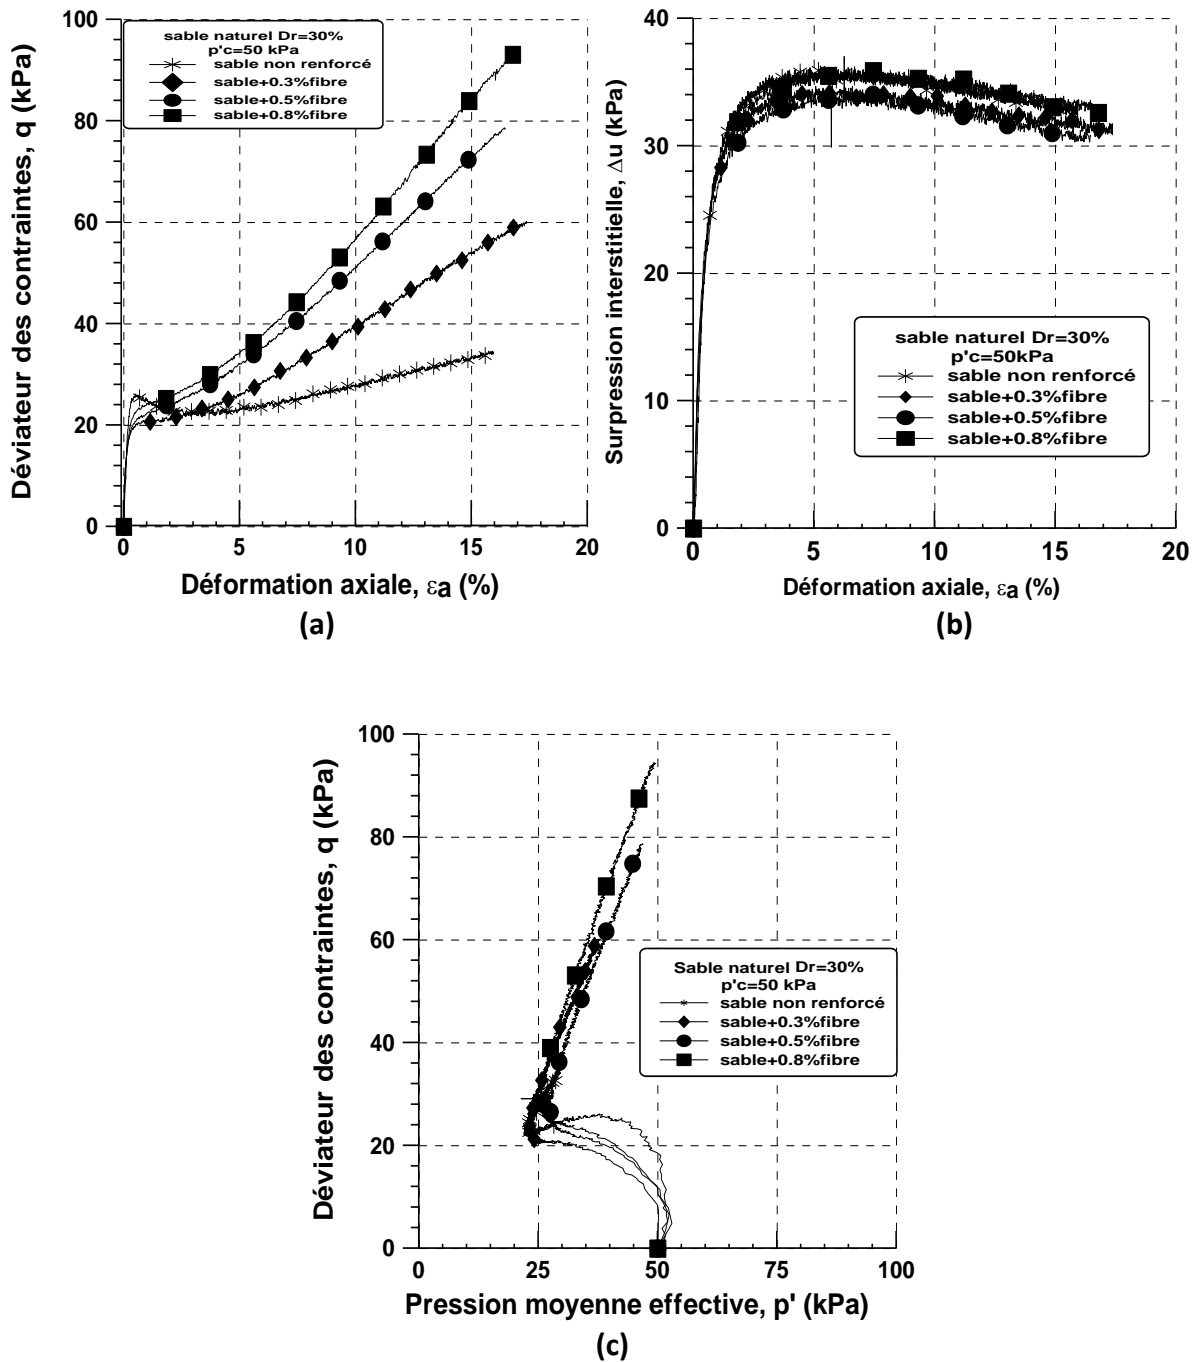 100
80
60
40
20
0
Déviateur des contraintes, q (kPa)
sable naturel Dr=30%
p'c=50 kPa
sable non renforcé
sable+0.3%fibre
sable+0.5%fibre
sable+0.8%fibre
0 5 10 15 20
Déformation axiale, εa (%)
(a)
40
30
20
10
0
Surpression interstitielle, Δu (kPa)
sable naturel Dr=30%
p'c=50kPa
sable non renforcé
sable+0.3%fibre
sable+0.5%fibre
sable+0.8%fibre
0 5 10 15 20
Déformation axiale, εa (%)
(b)
100
80
60
40
20
0
Déviateur des contraintes, q (kPa)
Sable naturel Dr=30%
p'c=50 kPa
sable non renforcé
sable+0.3%fibre
sable+0.5%fibre
sable+0.8%fibre
0 25 50 75 100
Pression moyenne effective, p' (kPa)
(c)